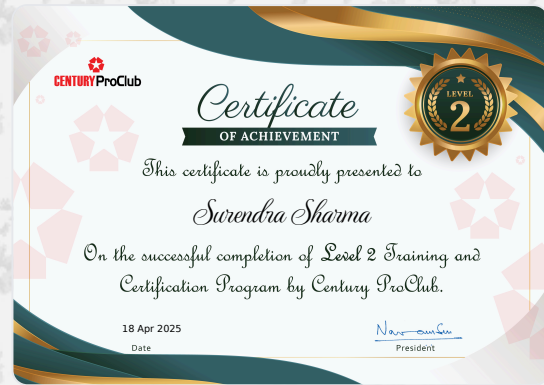 CENTURY ProClub
LEVEL
2
Certificate
OF ACHIEVEMENT
This certificate is proudly presented to
Surendra Sharma
On the successful completion of Level 2 Training and
Certification Program by Century ProClub.
18 Apr 2025
Date
President